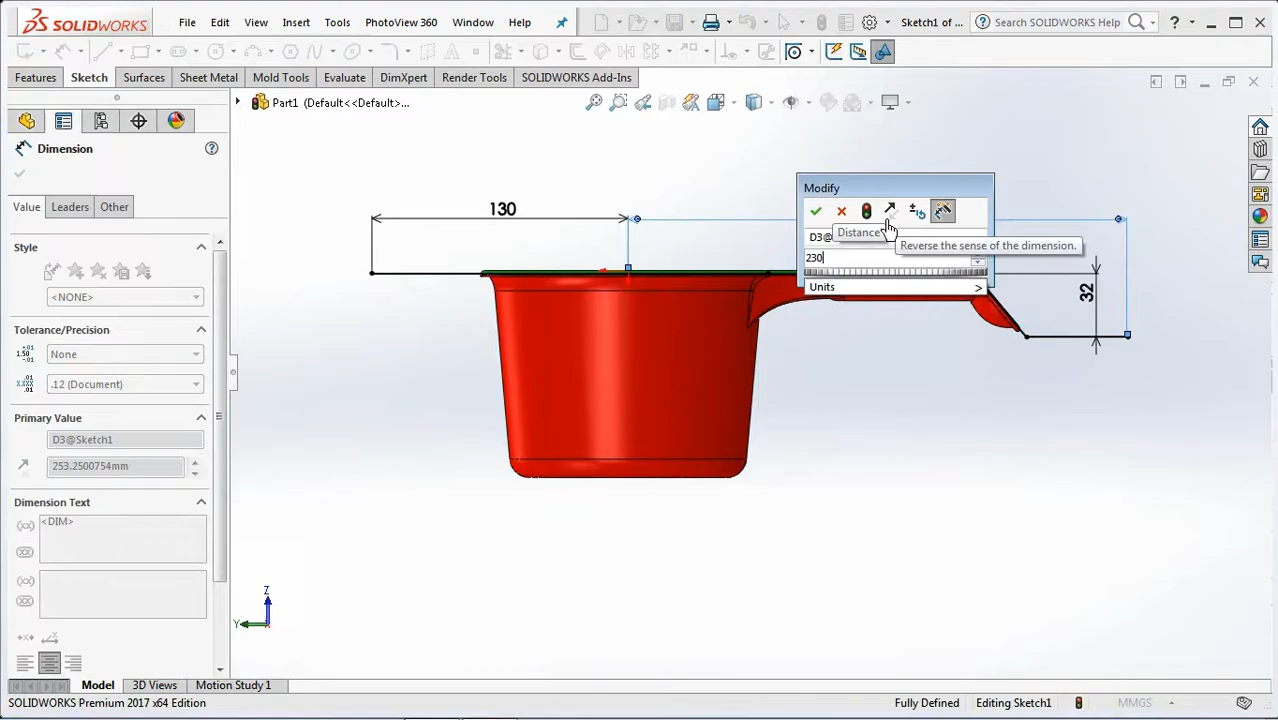 SOLIDWORKS File Edit View Insert Tools PhotoView 360 Window Help Sketch1 of ... Search SOLIDWORKS Help ?
Features Sketch Surfaces Sheet Metal Mold Tools Evaluate DimXpert Render Tools SOLIDWORKS Add-Ins
Part1 (Default<<Default>...
Dimension
Value Leaders Other
Style
<NONE>
Tolerance/Precision
None
.12 (Document)
Primary Value
D3@Sketch1
253.2500754mm
Dimension Text
<DIM>
130
Modify
D3@
Distance
Reverse the sense of the dimension.
230
Units >
32
Z
Y
Model 3D Views Motion Study 1
SOLIDWORKS Premium 2017 x64 Edition Fully Defined Editing Sketch1 MMGS